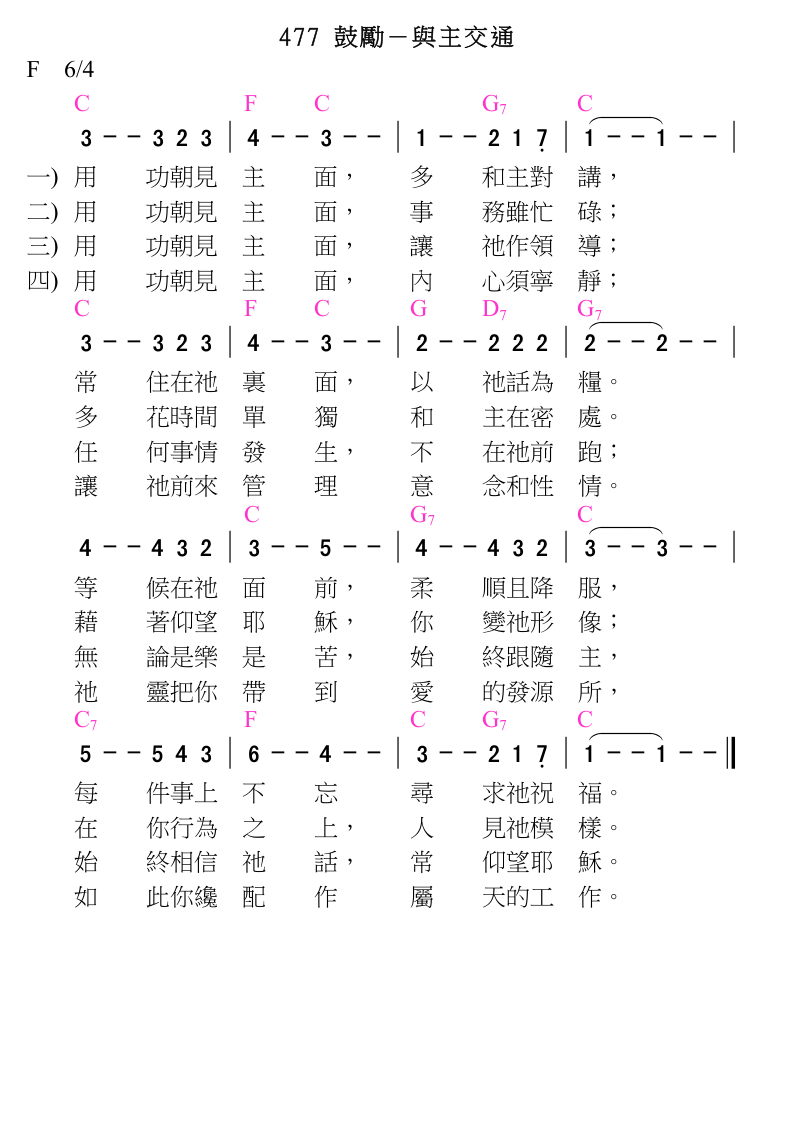 477 鼓勵－與主交通
F 6/4
C F C G7 C
3 － － 3 2 3 | 4 － － 3 － － | 1 － － 2 1 7̣ | 1 － － 1 － － |
一) 用 功朝見 主 面， 多 和主對 講，
二) 用 功朝見 主 面， 事 務雖忙 碌；
三) 用 功朝見 主 面， 讓 祂作領 導；
四) 用 功朝見 主 面， 內 心須寧 靜；
C F C G D7 G7
3 － － 3 2 3 | 4 － － 3 － － | 2 － － 2 2 2 | 2 － － 2 － － |
常 住在祂 裏 面， 以 祂話為 糧。
多 花時間 單 獨 和 主在密 處。
任 何事情 發 生， 不 在祂前 跑；
讓 祂前來 管 理 意 念和性 情。
C G7 C
4 － － 4 3 2 | 3 － － 5 － － | 4 － － 4 3 2 | 3 － － 3 － － |
等 候在祂 面 前， 柔 順且降 服，
藉 著仰望 耶 穌， 你 變祂形 像；
無 論是樂 是 苦， 始 終跟隨 主，
祂 靈把你 帶 到 愛 的發源 所，
C7 F C G7 C
5 － － 5 4 3 | 6 － － 4 － － | 3 － － 2 1 7̣ | 1 － － 1 － － ‖
每 件事上 不 忘 尋 求祂祝 福。
在 你行為 之 上， 人 見祂模 樣。
始 終相信 祂 話， 常 仰望耶 穌。
如 此你纔 配 作 屬 天的工 作。